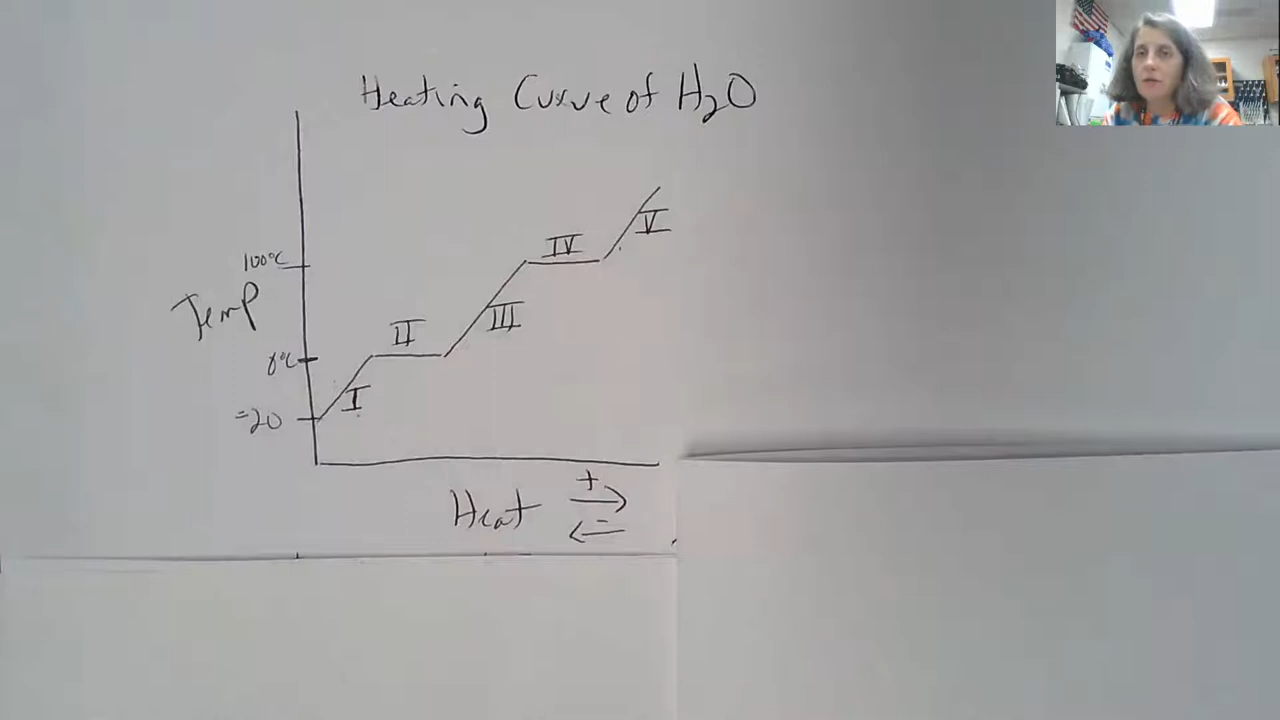 Heating Curve of H2O
V
IV
100°C
Temp
III
II
0°C
I
-20
Heat + -